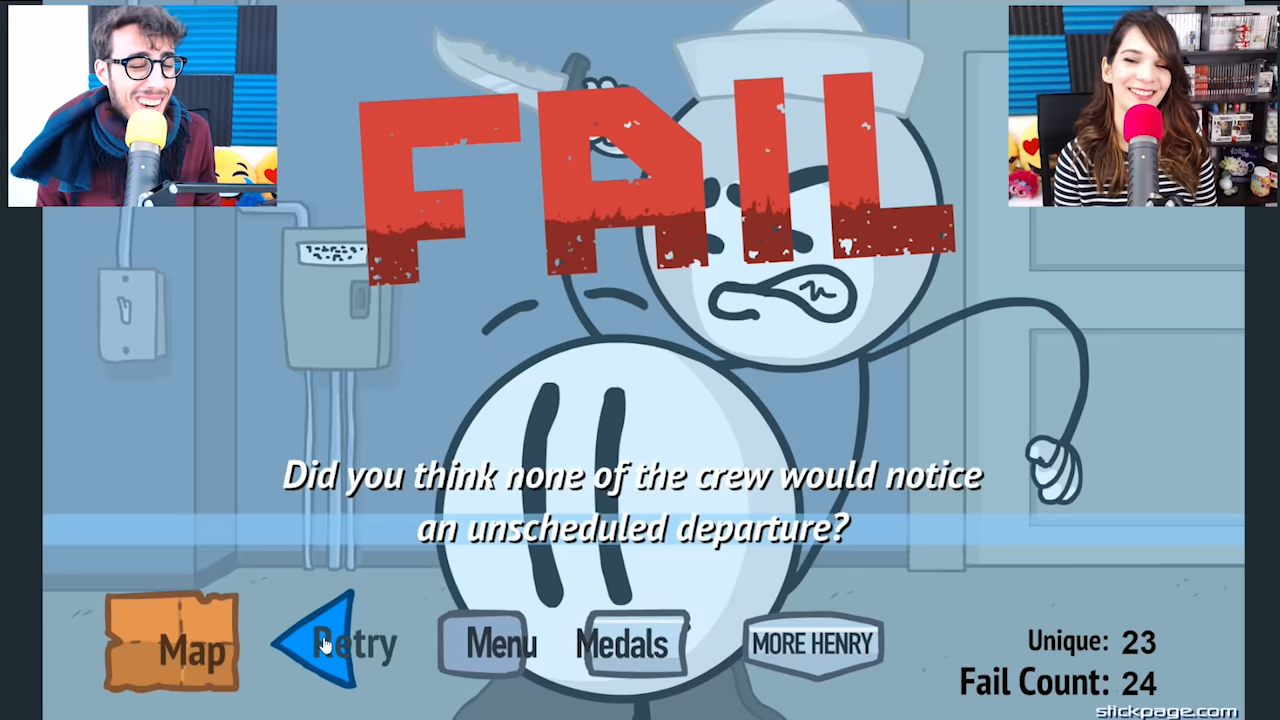 FAIL
Did you think none of the crew would notice
an unscheduled departure?
Map
Retry
Menu
Medals
MORE HENRY
Unique: 23
Fail Count: 24
stickpage.com